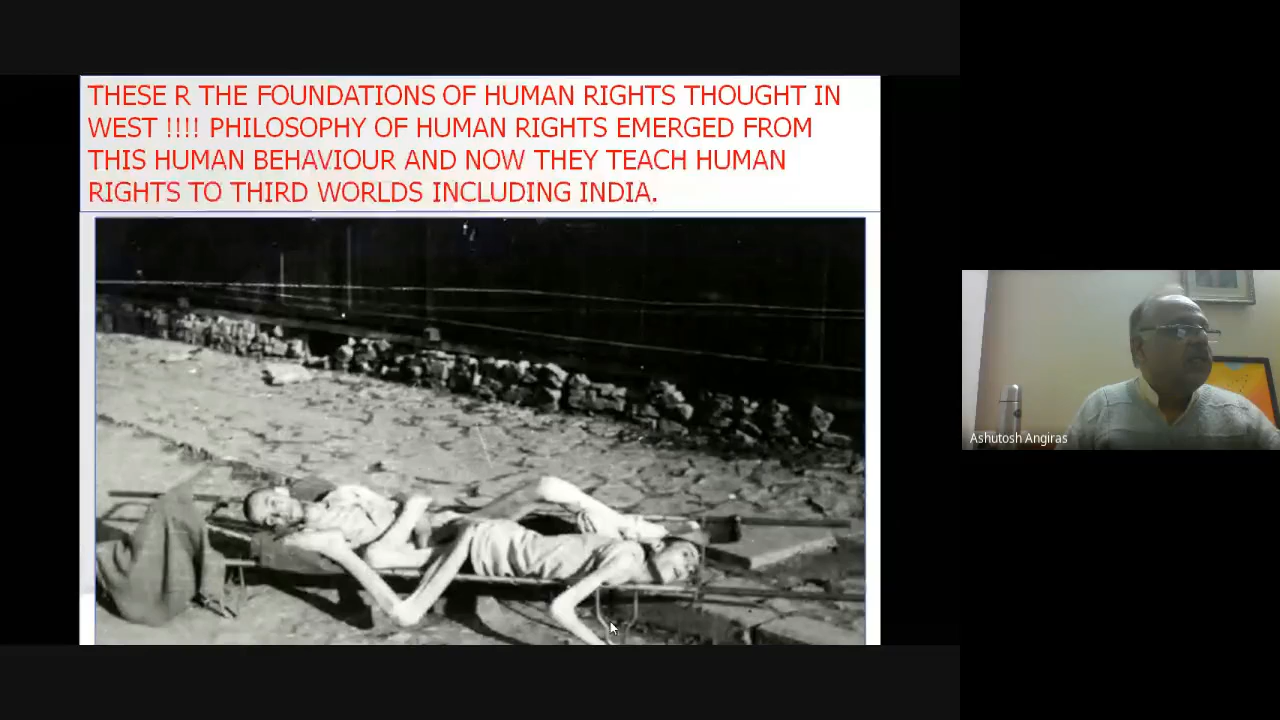 THESE R THE FOUNDATIONS OF HUMAN RIGHTS THOUGHT IN
WEST !!!! PHILOSOPHY OF HUMAN RIGHTS EMERGED FROM
THIS HUMAN BEHAVIOUR AND NOW THEY TEACH HUMAN
RIGHTS TO THIRD WORLDS INCLUDING INDIA.
Ashutosh Angiras